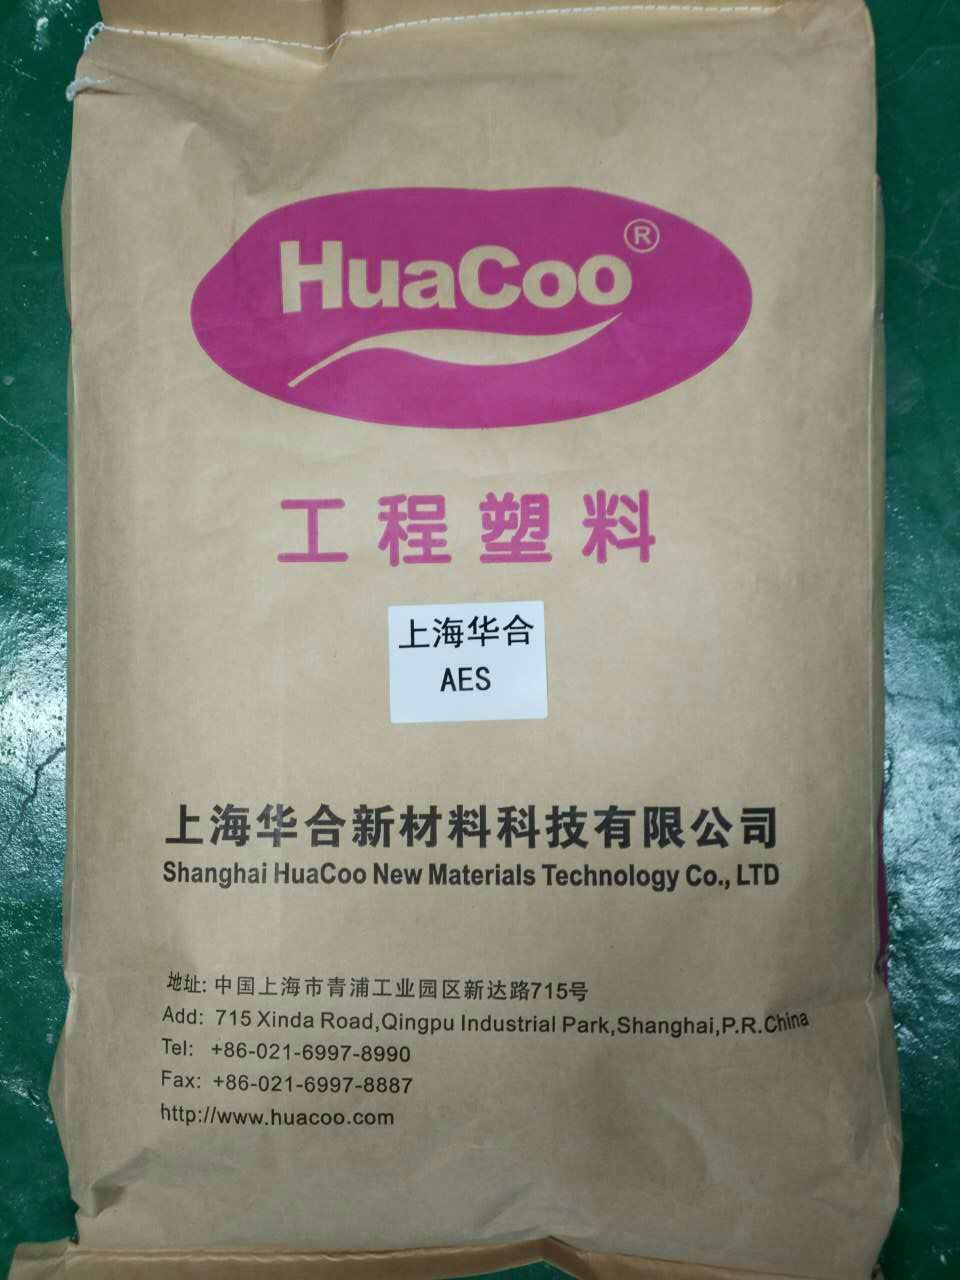 HuaCoo®
工程塑料
上海华合
AES
上海华合新材料科技有限公司
Shanghai HuaCoo New Materials Technology Co., LTD
地址: 中国上海市青浦工业园区新达路715号
Add: 715 Xinda Road,Qingpu Industrial Park,Shanghai,P.R.China
Tel: +86-021-6997-8990
Fax: +86-021-6997-8887
http://www.huacoo.com